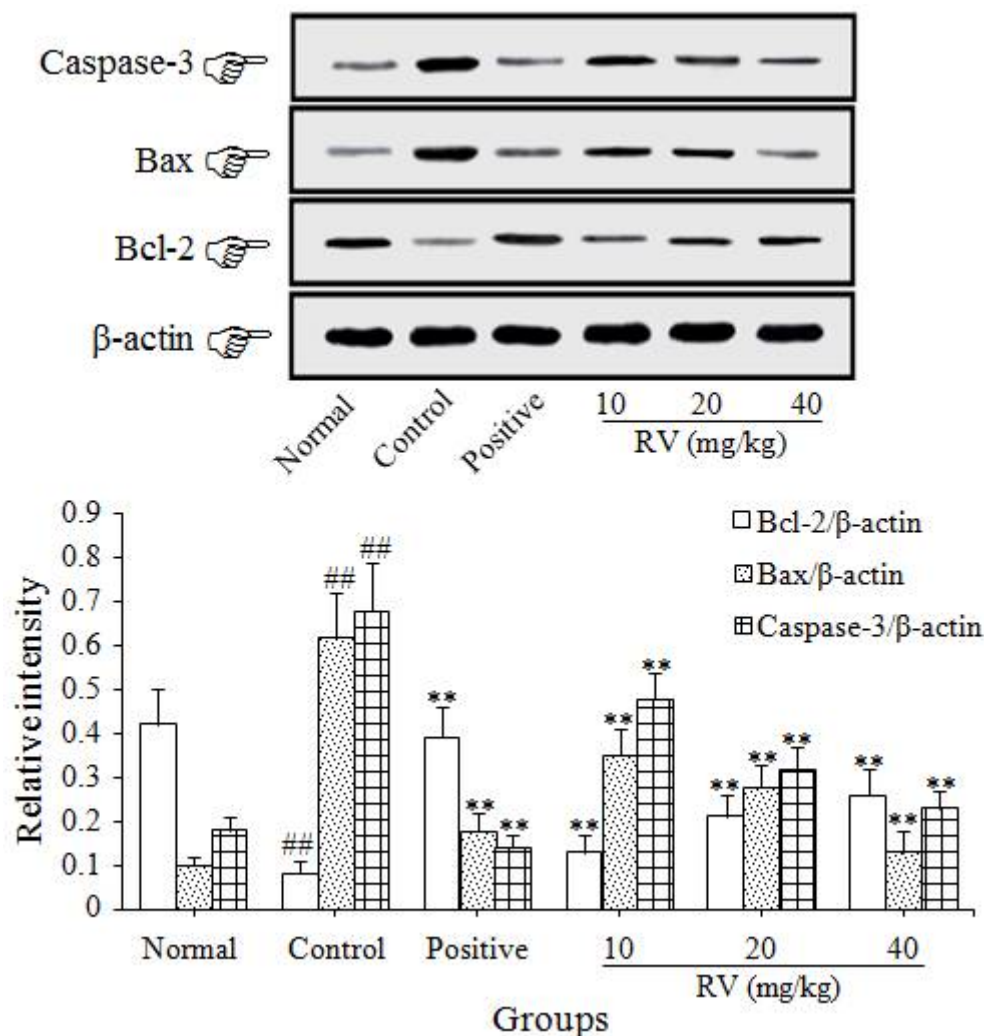 Caspase-3
Bax
Bcl-2
β-actin
Normal Control Positive 10 20 40
RV (mg/kg)
0.9
0.8
0.7
0.6
0.5
0.4
0.3
0.2
0.1
0
Relative intensity
Bcl-2/β-actin
Bax/β-actin
Caspase-3/β-actin
## ## ##
** ** **
** ** **
** ** **
** ** **
Normal Control Positive 10 20 40
RV (mg/kg)
Groups